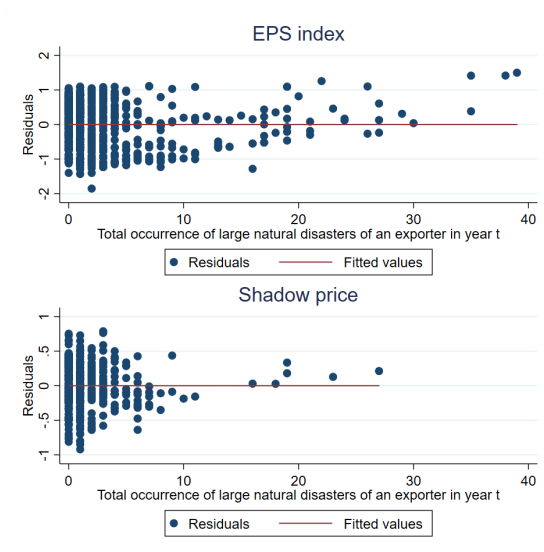 EPS index
2
1
0
-1
-2
Residuals
0 10 20 30 40
Total occurrence of large natural disasters of an exporter in year t
Residuals Fitted values
Shadow price
1
.5
0
-.5
-1
Residuals
0 10 20 30 40
Total occurrence of large natural disasters of an exporter in year t
Residuals Fitted values